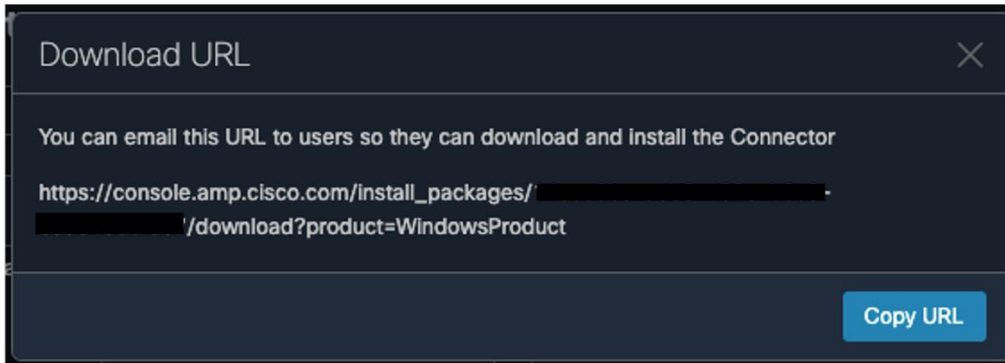 Download URL
You can email this URL to users so they can download and install the Connector
https://console.amp.cisco.com/install_packages/ -
/download?product=WindowsProduct
Copy URL